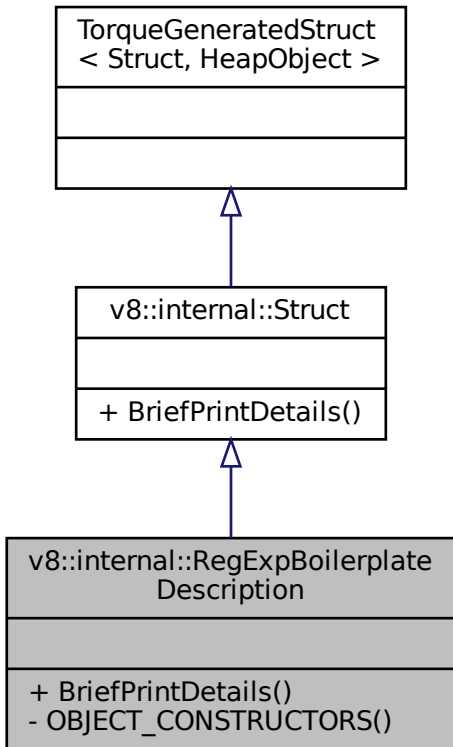 TorqueGeneratedStruct
< Struct, HeapObject >
v8::internal::Struct
+ BriefPrintDetails()
v8::internal::RegExpBoilerplate
Description
+ BriefPrintDetails()
- OBJECT_CONSTRUCTORS()